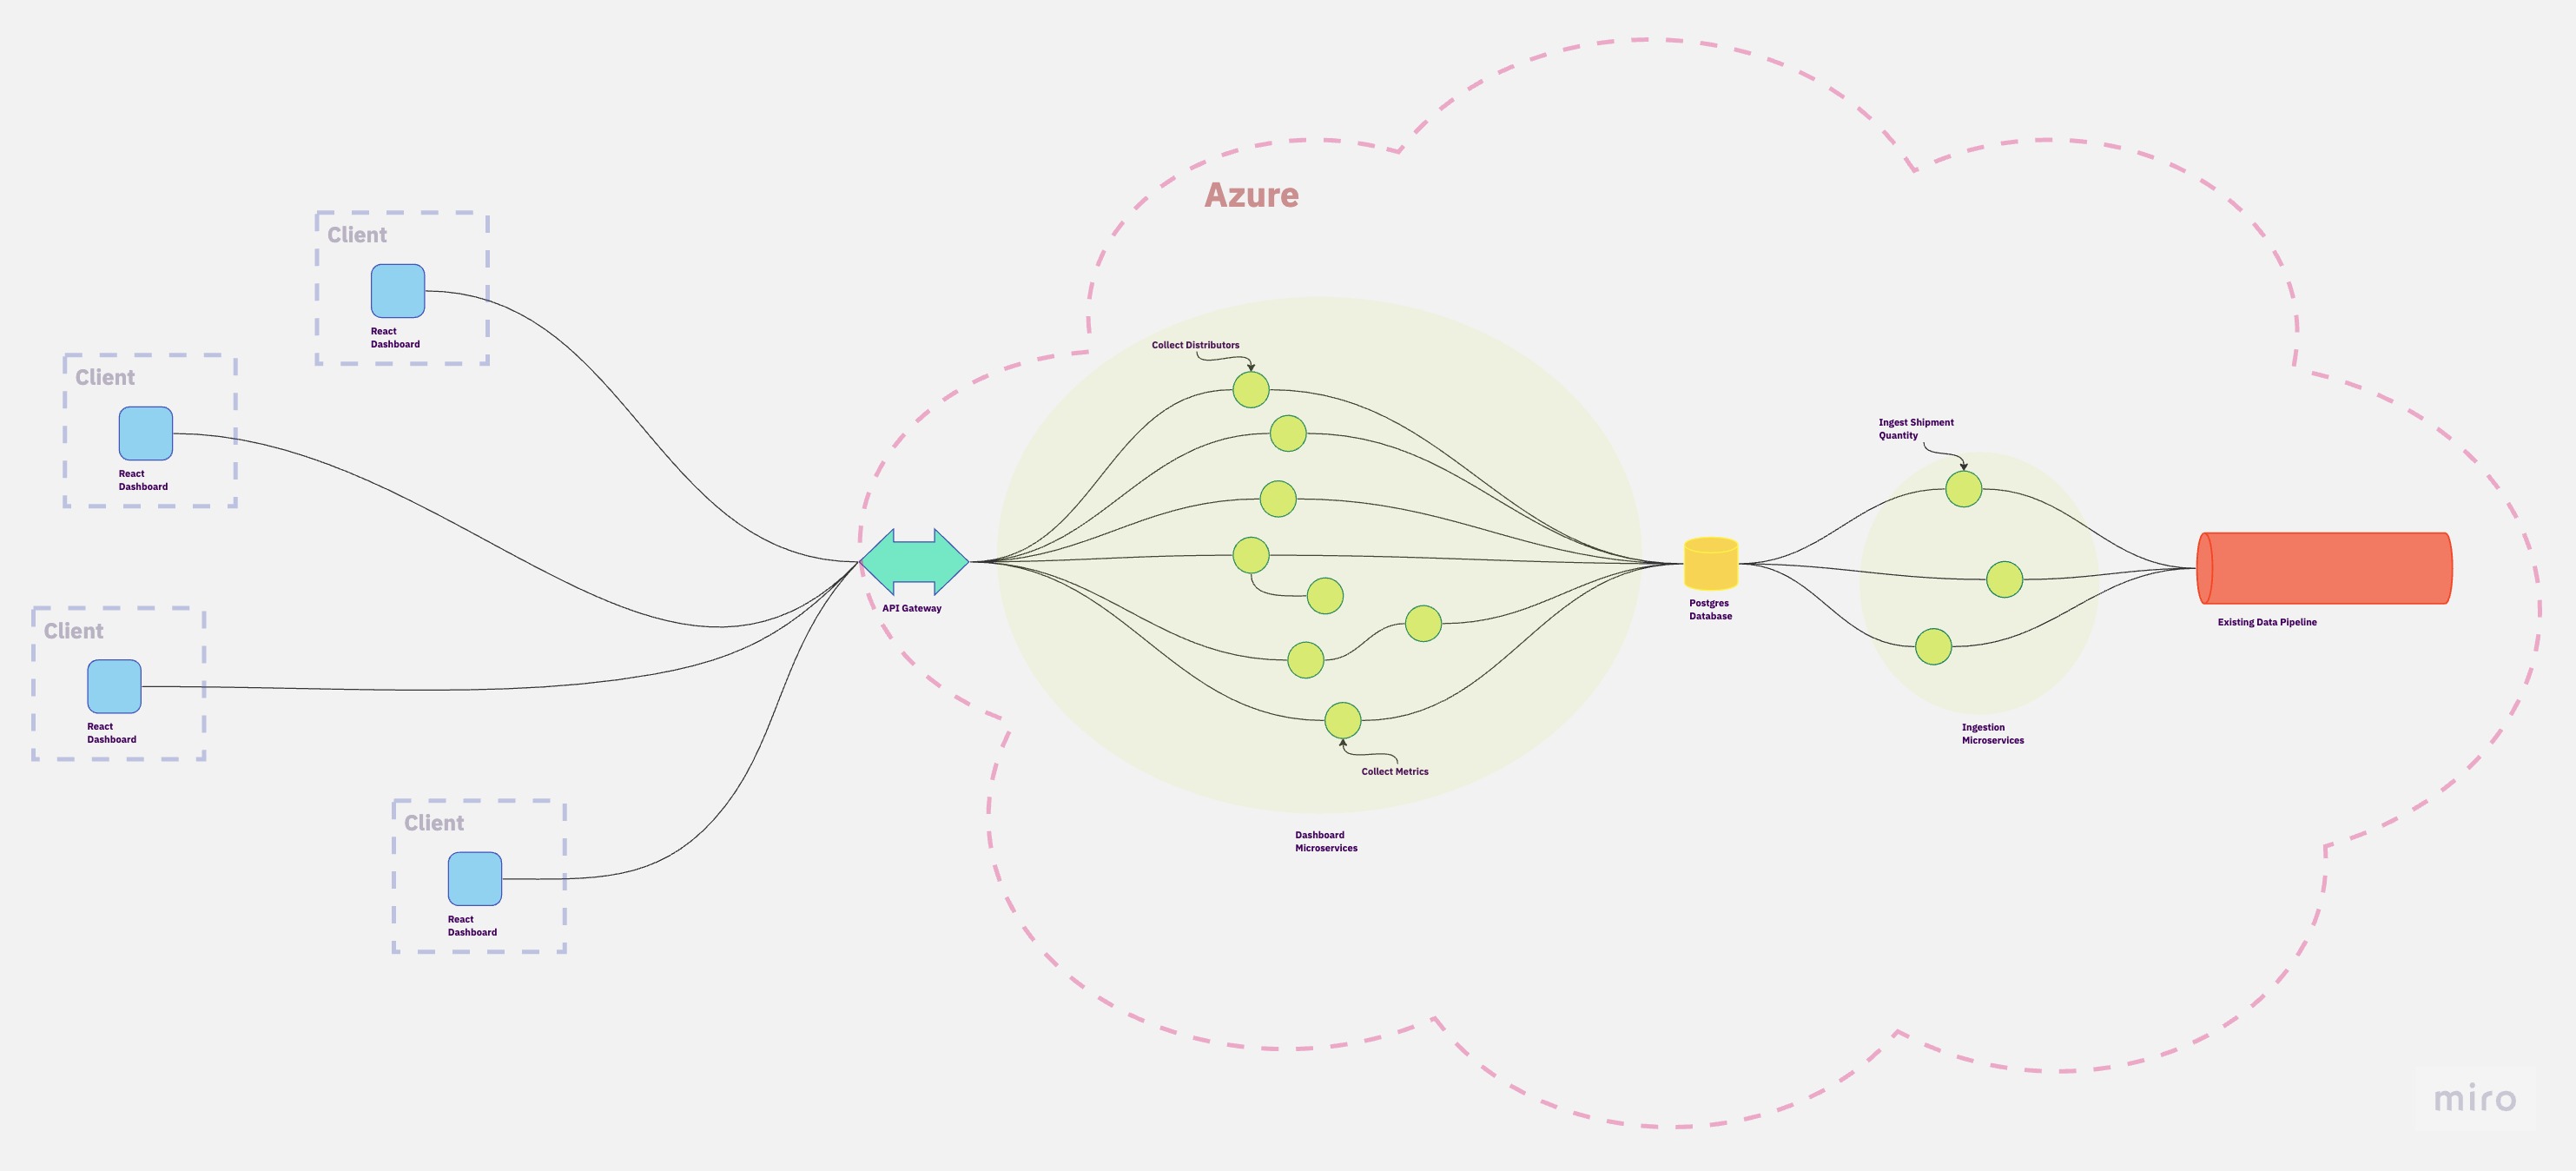 Azure
Client
React
Dashboard
Client
React
Dashboard
Client
React
Dashboard
Client
React
Dashboard
API Gateway
Collect Distributors
Collect Metrics
Dashboard
Microservices
Postgres
Database
Ingest Shipment
Quantity
Ingestion
Microservices
Existing Data Pipeline
miro